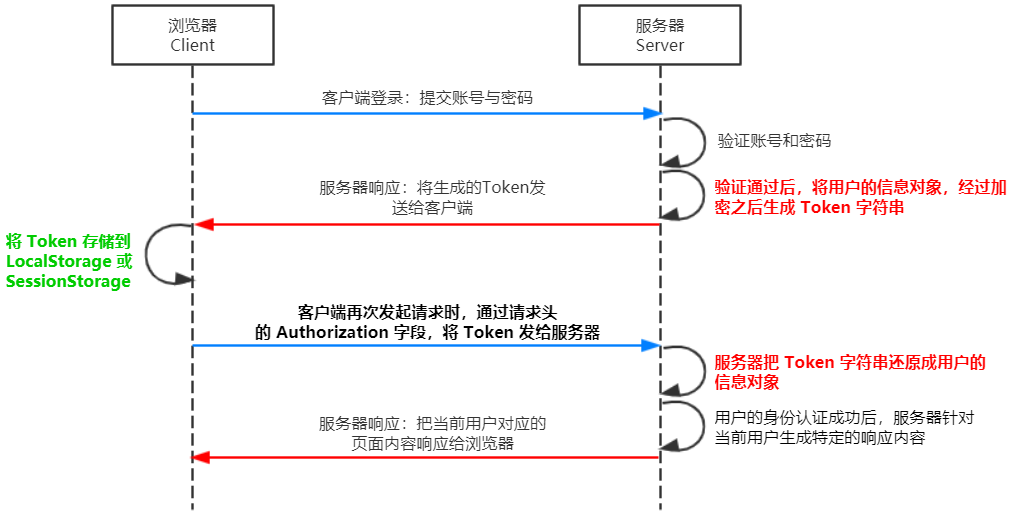 浏览器
Client
服务器
Server
客户端登录：提交账号与密码
验证账号和密码
验证通过后，将用户的信息对象，经过加
密之后生成 Token 字符串
服务器响应：将生成的Token发
送给客户端
将 Token 存储到
LocalStorage 或
SessionStorage
客户端再次发起请求时，通过请求头
的 Authorization 字段，将 Token 发给服务器
服务器把 Token 字符串还原成用户的
信息对象
用户的身份认证成功后，服务器针对
当前用户生成特定的响应内容
服务器响应：把当前用户对应的
页面内容响应给浏览器